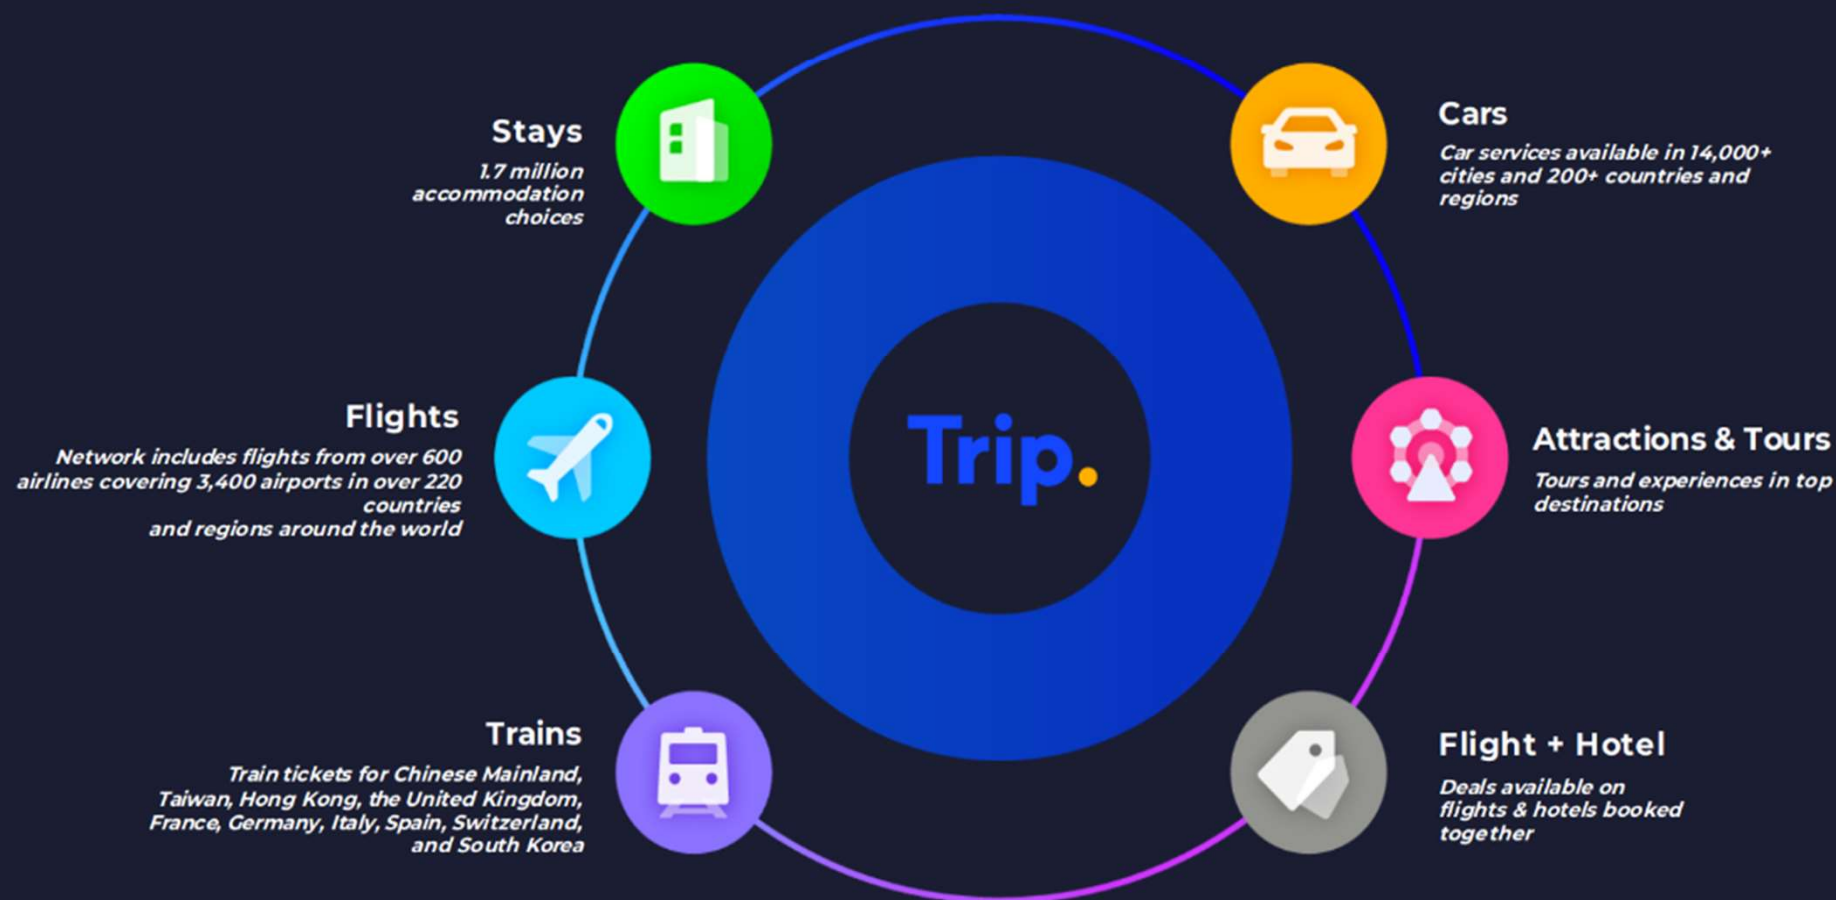 Stays
1.7 million
accommodation
choices
Flights
Network includes flights from over 600
airlines covering 3,400 airports in over 220
countries
and regions around the world
Trains
Train tickets for Chinese Mainland,
Taiwan, Hong Kong, the United Kingdom,
France, Germany, Italy, Spain, Switzerland,
and South Korea
Trip.
Cars
Car services available in 14,000+
cities and 200+ countries and
regions
Attractions & Tours
Tours and experiences in top
destinations
Flight + Hotel
Deals available on
flights & hotels booked
together